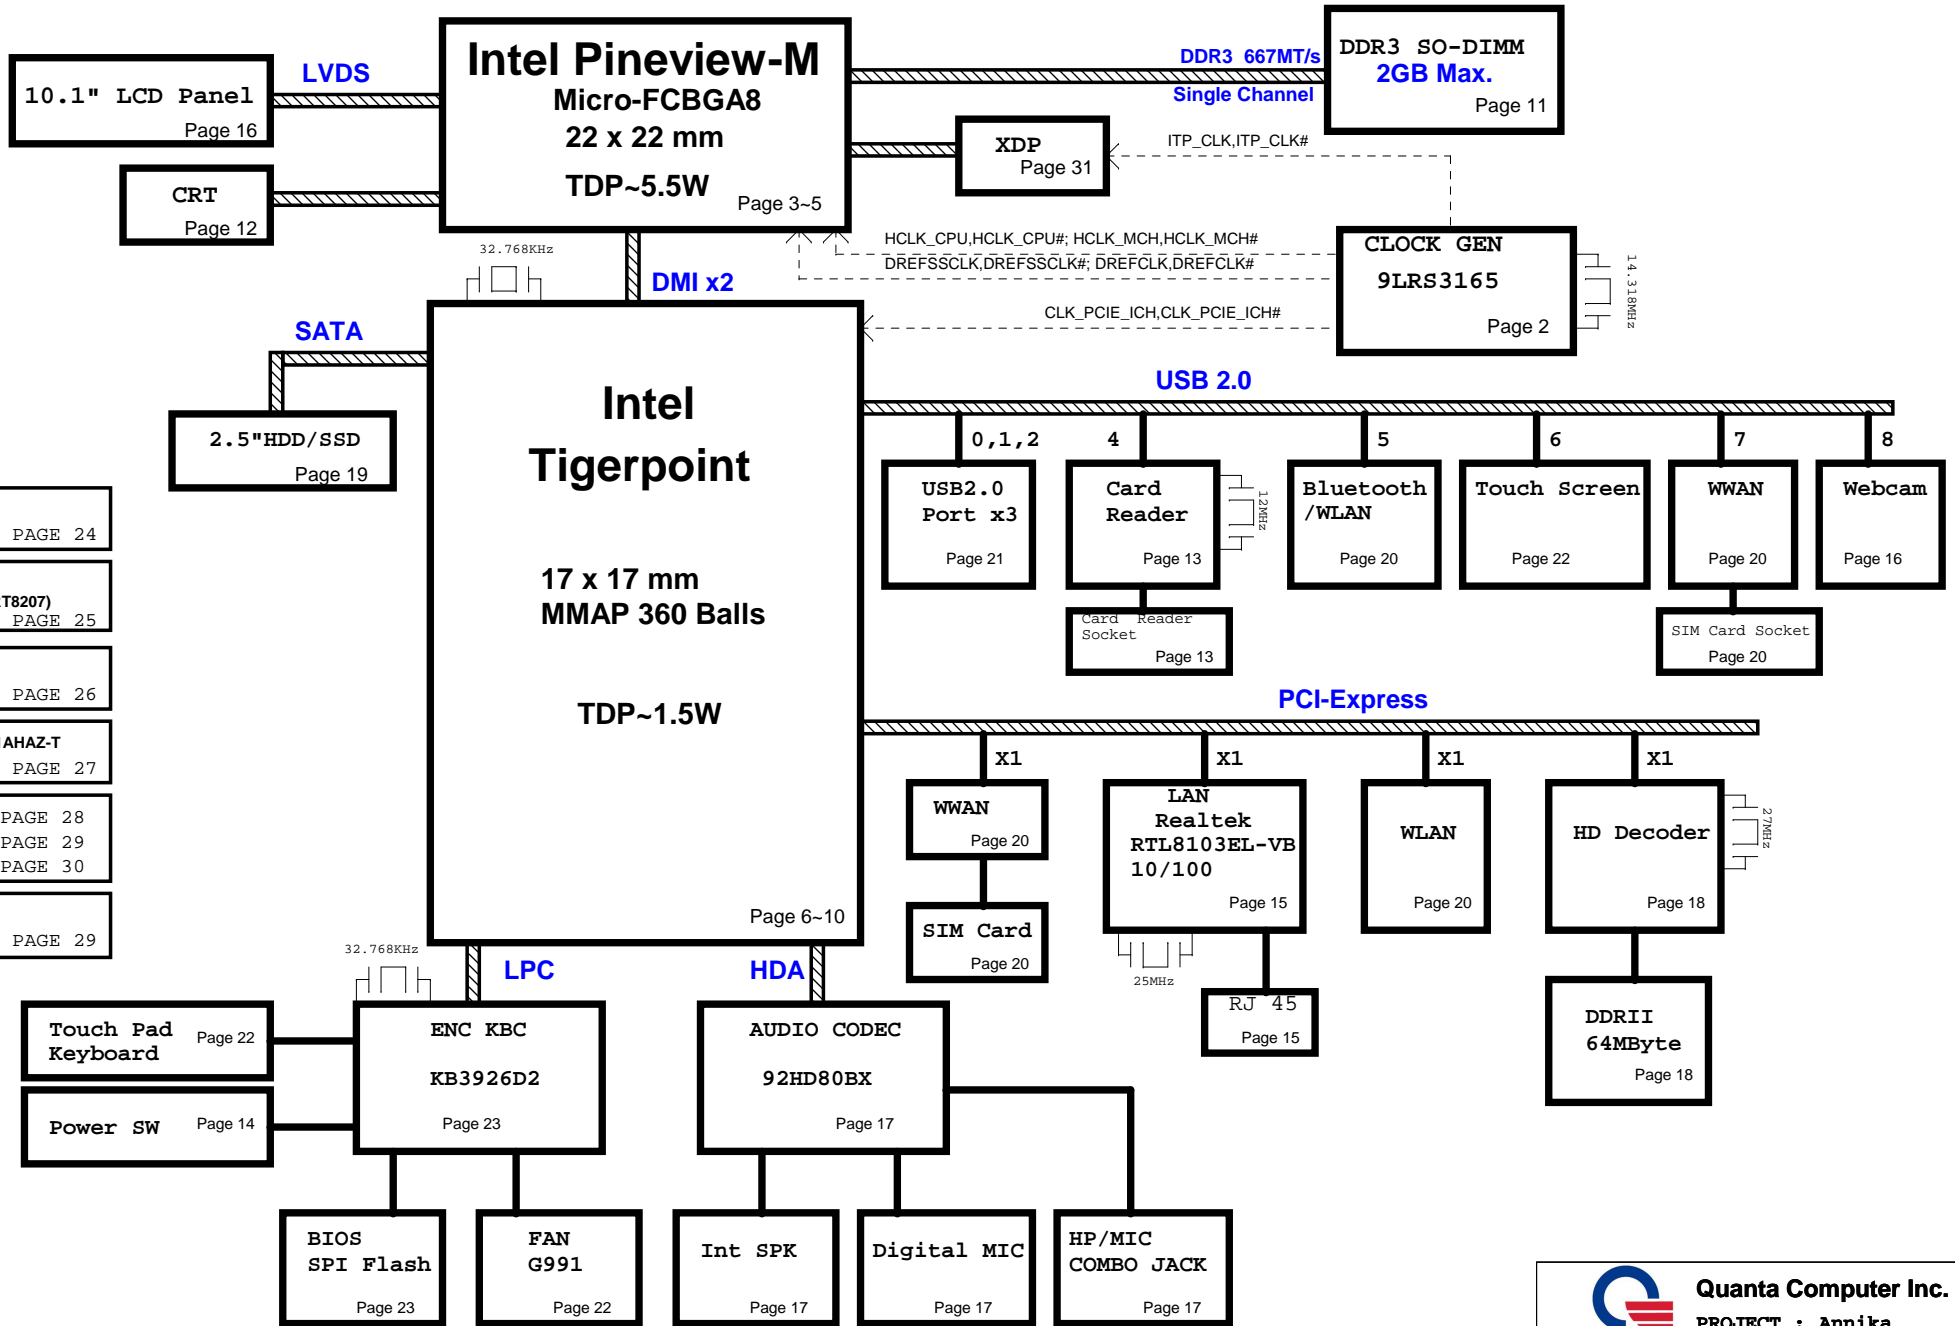 Intel Pineview-M
Micro-FCBGA8
22 x 22 mm
TDP~5.5W
Page 3~5
10.1" LCD Panel
Page 16
LVDS
CRT
Page 12
DDR3 667MT/s
Single Channel
DDR3 SO-DIMM
2GB Max.
Page 11
XDP
Page 31
ITP_CLK,ITP_CLK#
HCLK_CPU,HCLK_CPU#; HCLK_MCH,HCLK_MCH#
DREFSSCLK,DREFSSCLK#; DREFCLK,DREFCLK#
CLK_PCIE_ICH,CLK_PCIE_ICH#
CLOCK GEN
9LRS3165
Page 2
14.318MHz
32.768KHz
DMI x2
SATA
2.5"HDD/SSD
Page 19
Intel
Tigerpoint
17 x 17 mm
MMAP 360 Balls
TDP~1.5W
Page 6~10
USB 2.0
0,1,2
4
5
6
7
8
USB2.0
Port x3
Page 21
Card
Reader
Page 13
12MHz
Bluetooth
/WLAN
Page 20
Touch Screen
Page 22
WWAN
Page 20
Webcam
Page 16
Card Reader
Socket
Page 13
SIM Card Socket
Page 20
PAGE 24
T8207)
PAGE 25
PAGE 26
AHAZ-T
PAGE 27
PAGE 28
PAGE 29
PAGE 30
PAGE 29
PCI-Express
X1
X1
X1
X1
WWAN
Page 20
SIM Card
Page 20
LAN
Realtek
RTL8103EL-VB
10/100
Page 15
25MHz
RJ 45
Page 15
WLAN
Page 20
HD Decoder
Page 18
27MHz
DDRII
64MByte
Page 18
32.768KHz
LPC
HDA
Touch Pad
Keyboard
Page 22
Power SW
Page 14
ENC KBC
KB3926D2
Page 23
AUDIO CODEC
92HD80BX
Page 17
BIOS
SPI Flash
Page 23
FAN
G991
Page 22
Int SPK
Page 17
Digital MIC
Page 17
HP/MIC
COMBO JACK
Page 17
Quanta Computer Inc.
PROJECT : Annika